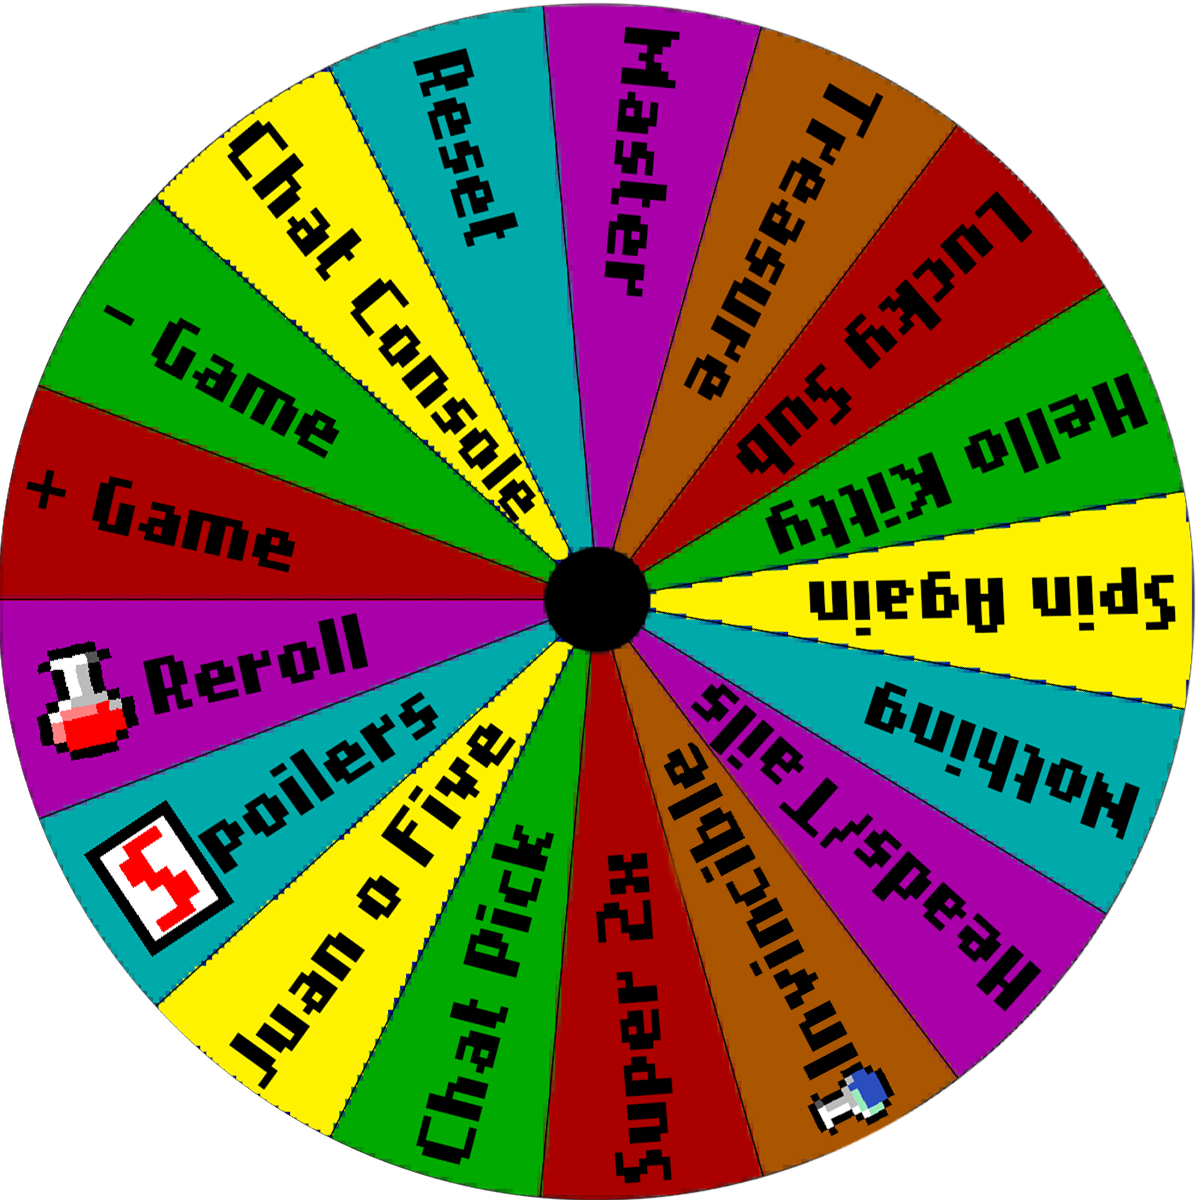 Master
Treasure
Lucky Sub
Hello Kitty
Spin Again
Nothing
Heads/Tails
Invincible
Super 2x
Chat Pick
Juan o Five
Spoilers
Reroll
+ Game
- Game
Chat Console
Reset